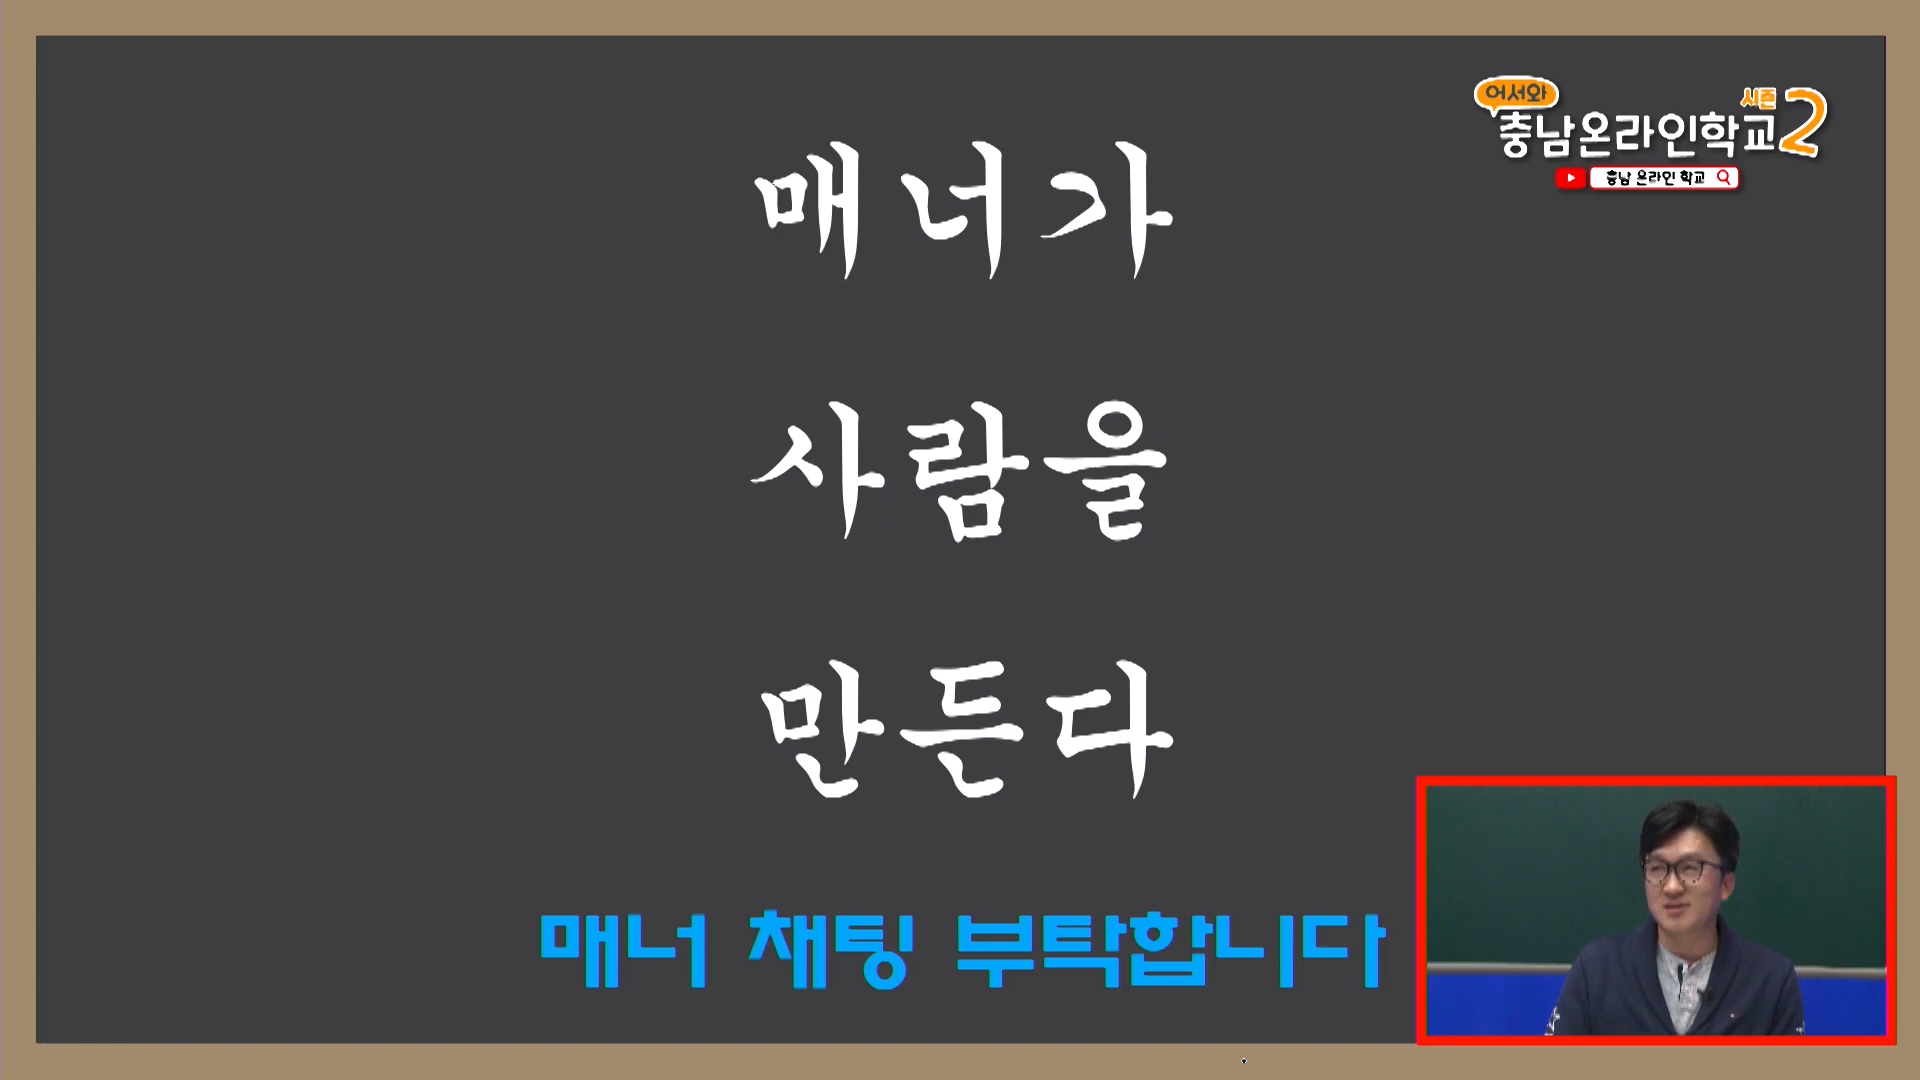 어서와
시즌2
충남온라인학교
충남 온라인 학교
매너가
사람을
만든다
매너 채팅 부탁합니다